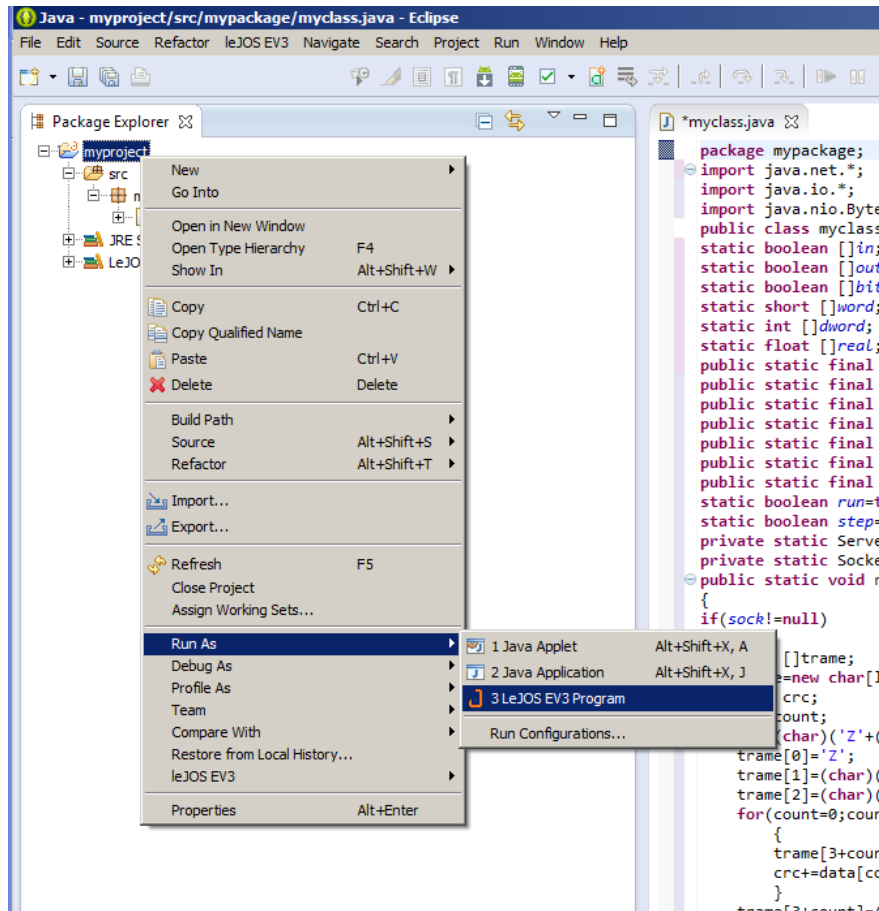 Java - myproject/src/mypackage/myclass.java - Eclipse
File Edit Source Refactor leJOS EV3 Navigate Search Project Run Window Help
Package Explorer
myproject
src
JRE
LeJO
New
Go Into
Open in New Window
Open Type Hierarchy F4
Show In Alt+Shift+W
Copy Ctrl+C
Copy Qualified Name
Paste Ctrl+V
Delete Delete
Build Path
Source Alt+Shift+S
Refactor Alt+Shift+T
Import...
Export...
Refresh F5
Close Project
Assign Working Sets...
Run As
Debug As
Profile As
Team
Compare With
Restore from Local History...
leJOS EV3
Properties Alt+Enter
1 Java Applet Alt+Shift+X, A
2 Java Application Alt+Shift+X, J
3 LeJOS EV3 Program
Run Configurations...
*myclass.java
package mypackage;
import java.net.*;
import java.io.*;
import java.nio.Byte
public class myclass
static boolean []in;
static boolean []out
static boolean []bit
static short []word;
static int []dword;
static float []real;
public static final
public static final
public static final
public static final
public static final
public static final
public static final
static boolean run=t
static boolean step=
private static Serve
private static Socke
public static void
{
if(sock!=null)
[]trame;
=new char[
crc;
ount;
(char)('Z'+(
trame[0]='Z';
trame[1]=(char)(
trame[2]=(char)(
for(count=0;coun
{
trame[3+coun
crc+=data[co
}
trame[3+count]=(